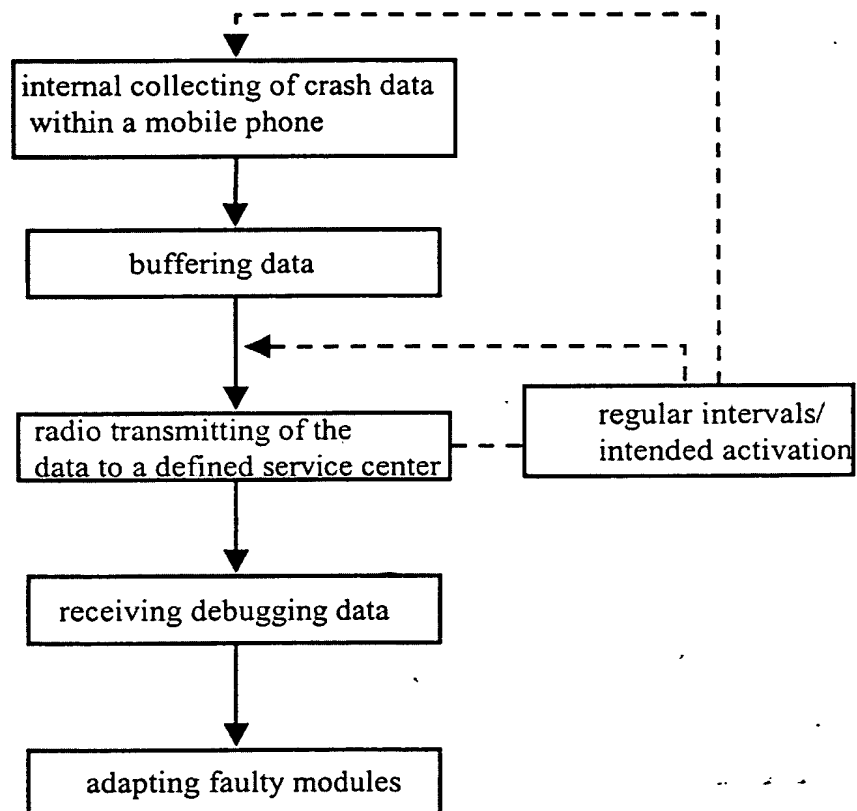 internal collecting of crash data
within a mobile phone
buffering data
radio transmitting of the
data to a defined service center
regular intervals/
intended activation
receiving debugging data
adapting faulty modules